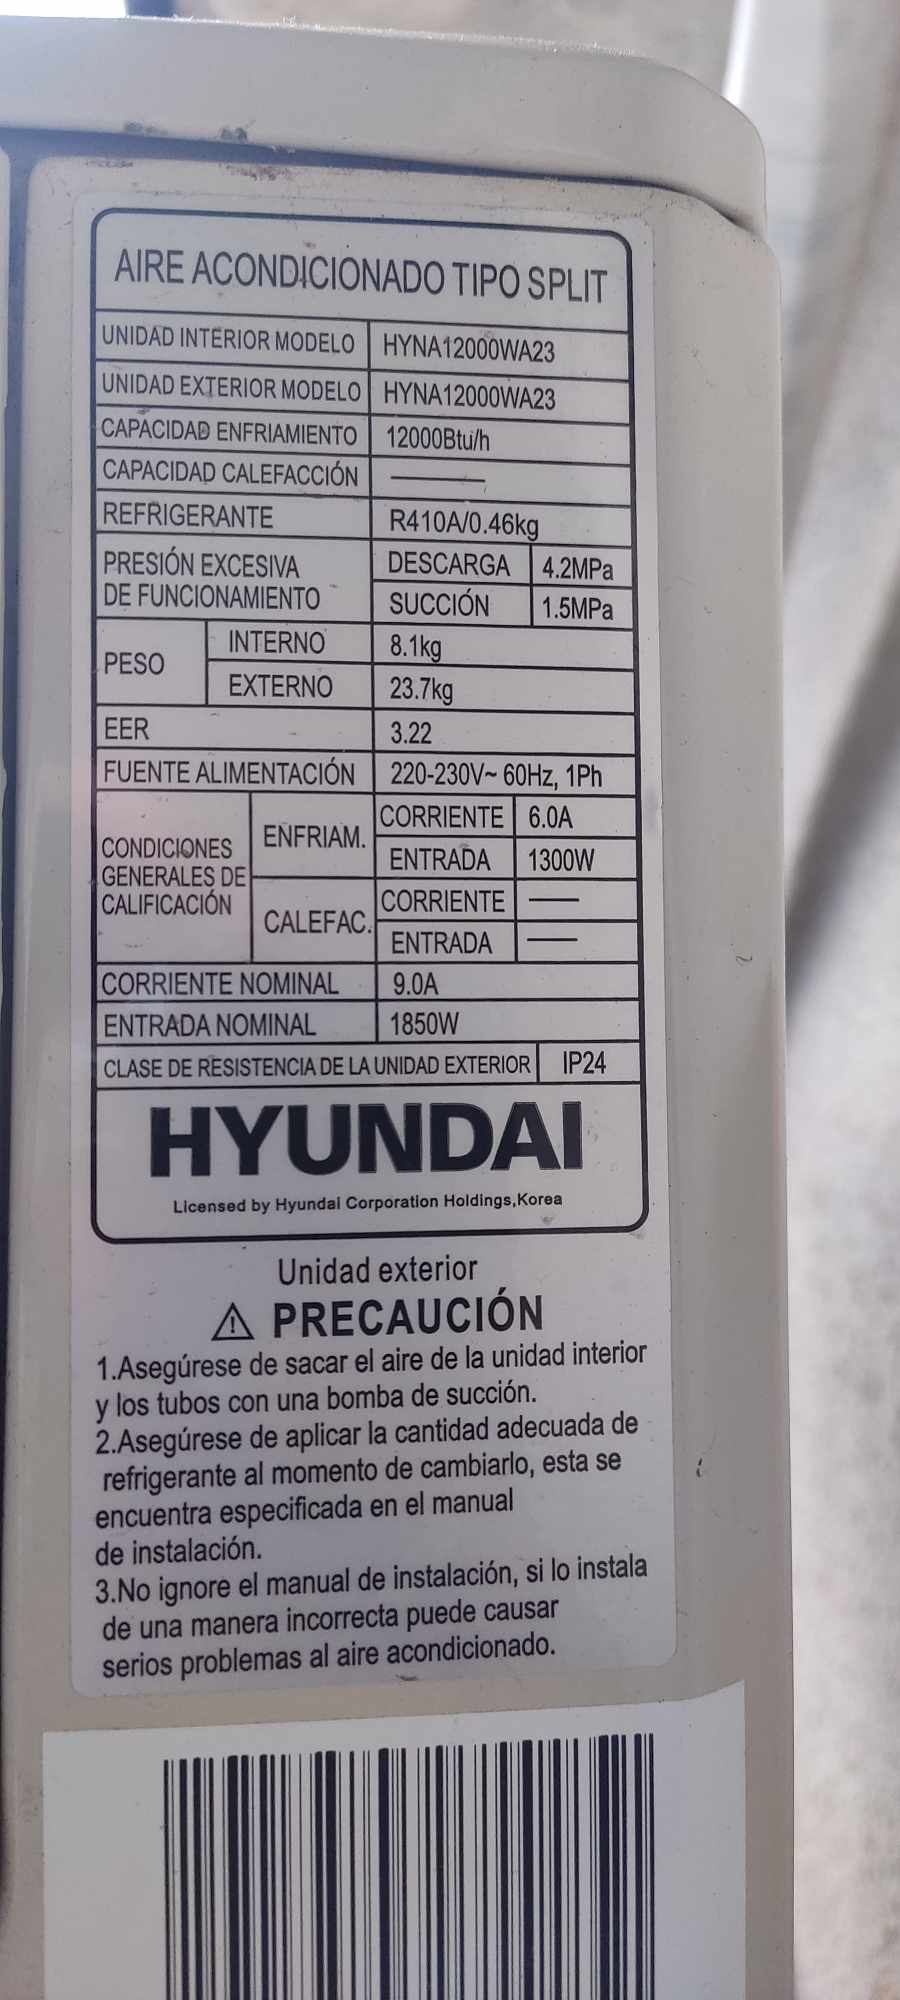 AIRE ACONDICIONADO TIPO SPLIT
UNIDAD INTERIOR MODELO HYNA12000WA23
UNIDAD EXTERIOR MODELO HYNA12000WA23
CAPACIDAD ENFRIAMIENTO 12000Btu/h
CAPACIDAD CALEFACCIÓN ——
REFRIGERANTE R410A/0.46kg
PRESIÓN EXCESIVA
DE FUNCIONAMIENTO
DESCARGA 4.2MPa
SUCCIÓN 1.5MPa
PESO
INTERNO 8.1kg
EXTERNO 23.7kg
EER 3.22
FUENTE ALIMENTACIÓN 220-230V~ 60Hz, 1Ph
CONDICIONES
GENERALES DE
CALIFICACIÓN
ENFRIAM.
CORRIENTE 6.0A
ENTRADA 1300W
CALEFAC.
CORRIENTE ——
ENTRADA ——
CORRIENTE NOMINAL 9.0A
ENTRADA NOMINAL 1850W
CLASE DE RESISTENCIA DE LA UNIDAD EXTERIOR IP24
HYUNDAI
Licensed by Hyundai Corporation Holdings,Korea
Unidad exterior
⚠ PRECAUCIÓN
1.Asegúrese de sacar el aire de la unidad interior
y los tubos con una bomba de succión.
2.Asegúrese de aplicar la cantidad adecuada de
refrigerante al momento de cambiarlo, esta se
encuentra especificada en el manual
de instalación.
3.No ignore el manual de instalación, si lo instala
de una manera incorrecta puede causar
serios problemas al aire acondicionado.